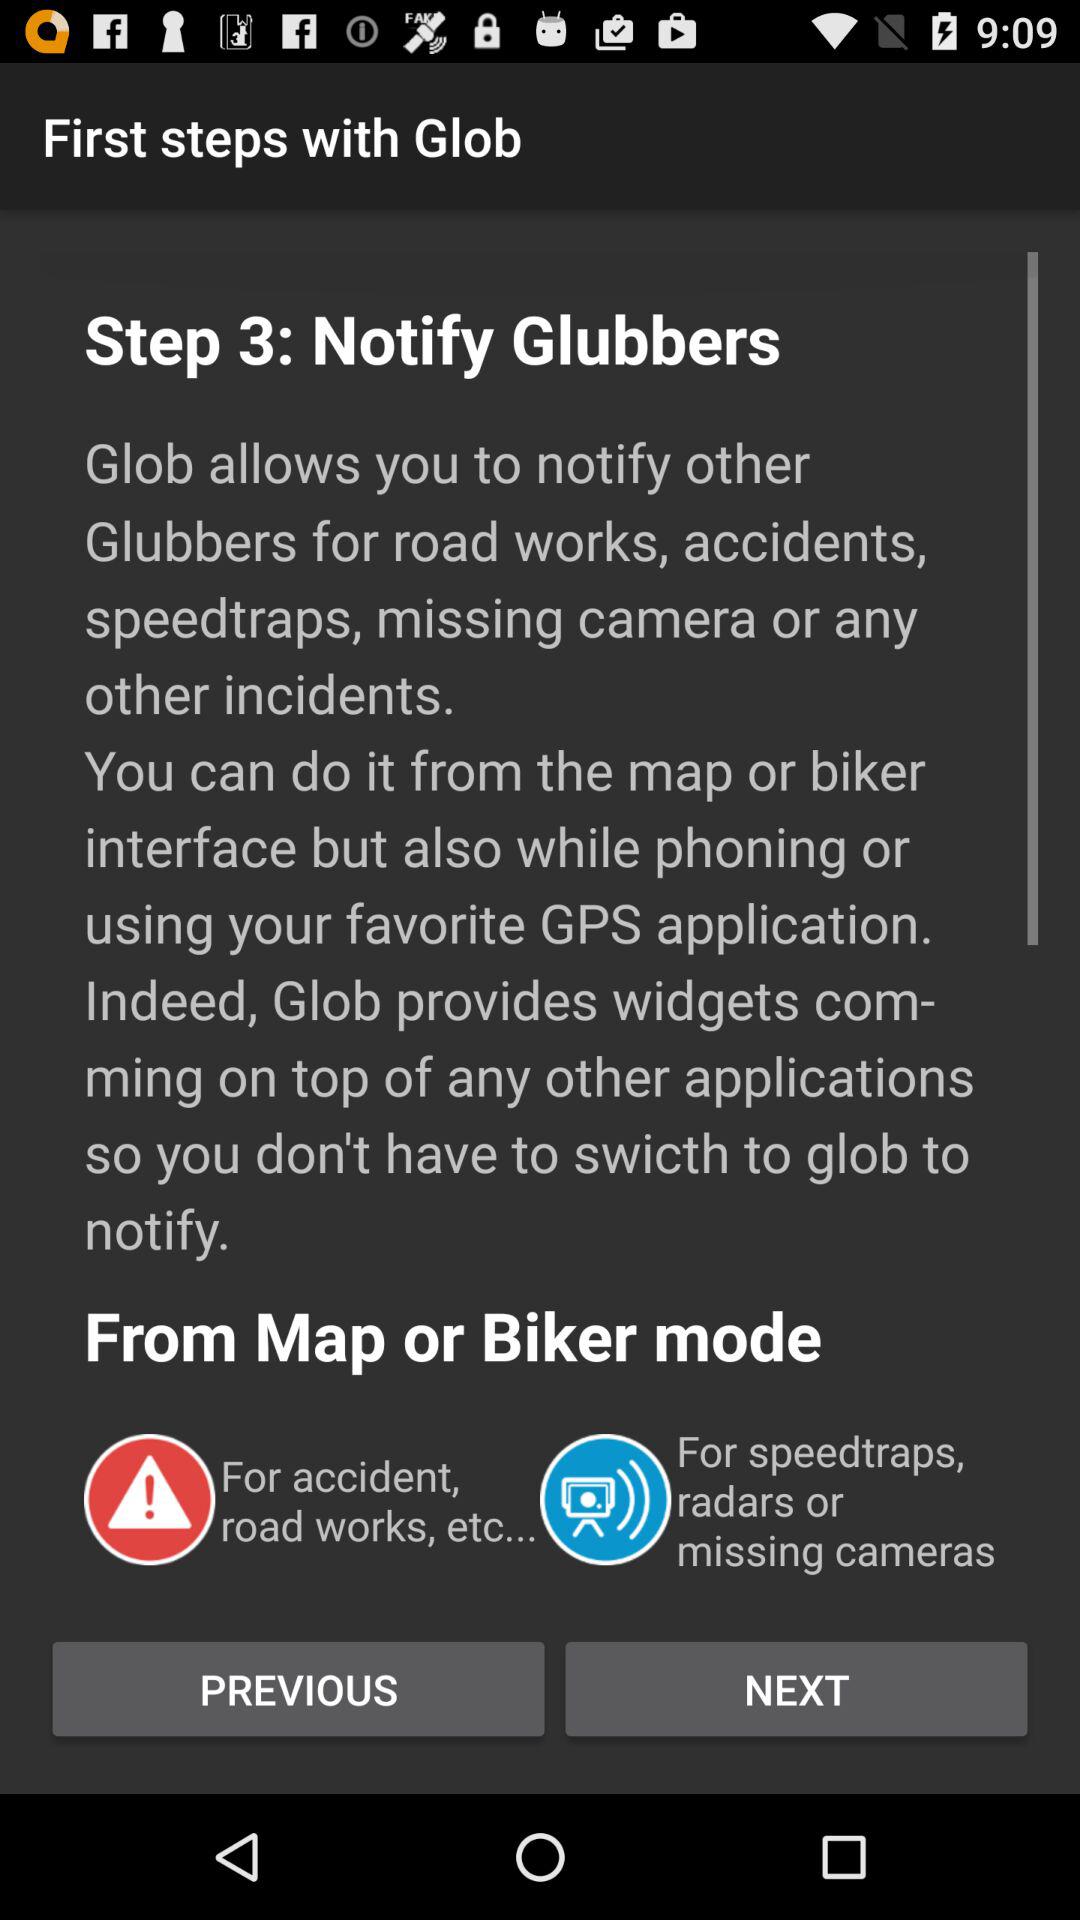 FAKE
9:09
First steps with Glob
Step 3: Notify Glubbers
Glob allows you to notify other
Glubbers for road works, accidents,
speedtraps, missing camera or any
other incidents.
You can do it from the map or biker
interface but also while phoning or
using your favorite GPS application.
Indeed, Glob provides widgets com-
ming on top of any other applications
so you don't have to swicth to glob to
notify.
From Map or Biker mode
For accident,
road works, etc...
For speedtraps,
radars or
missing cameras
PREVIOUS
NEXT